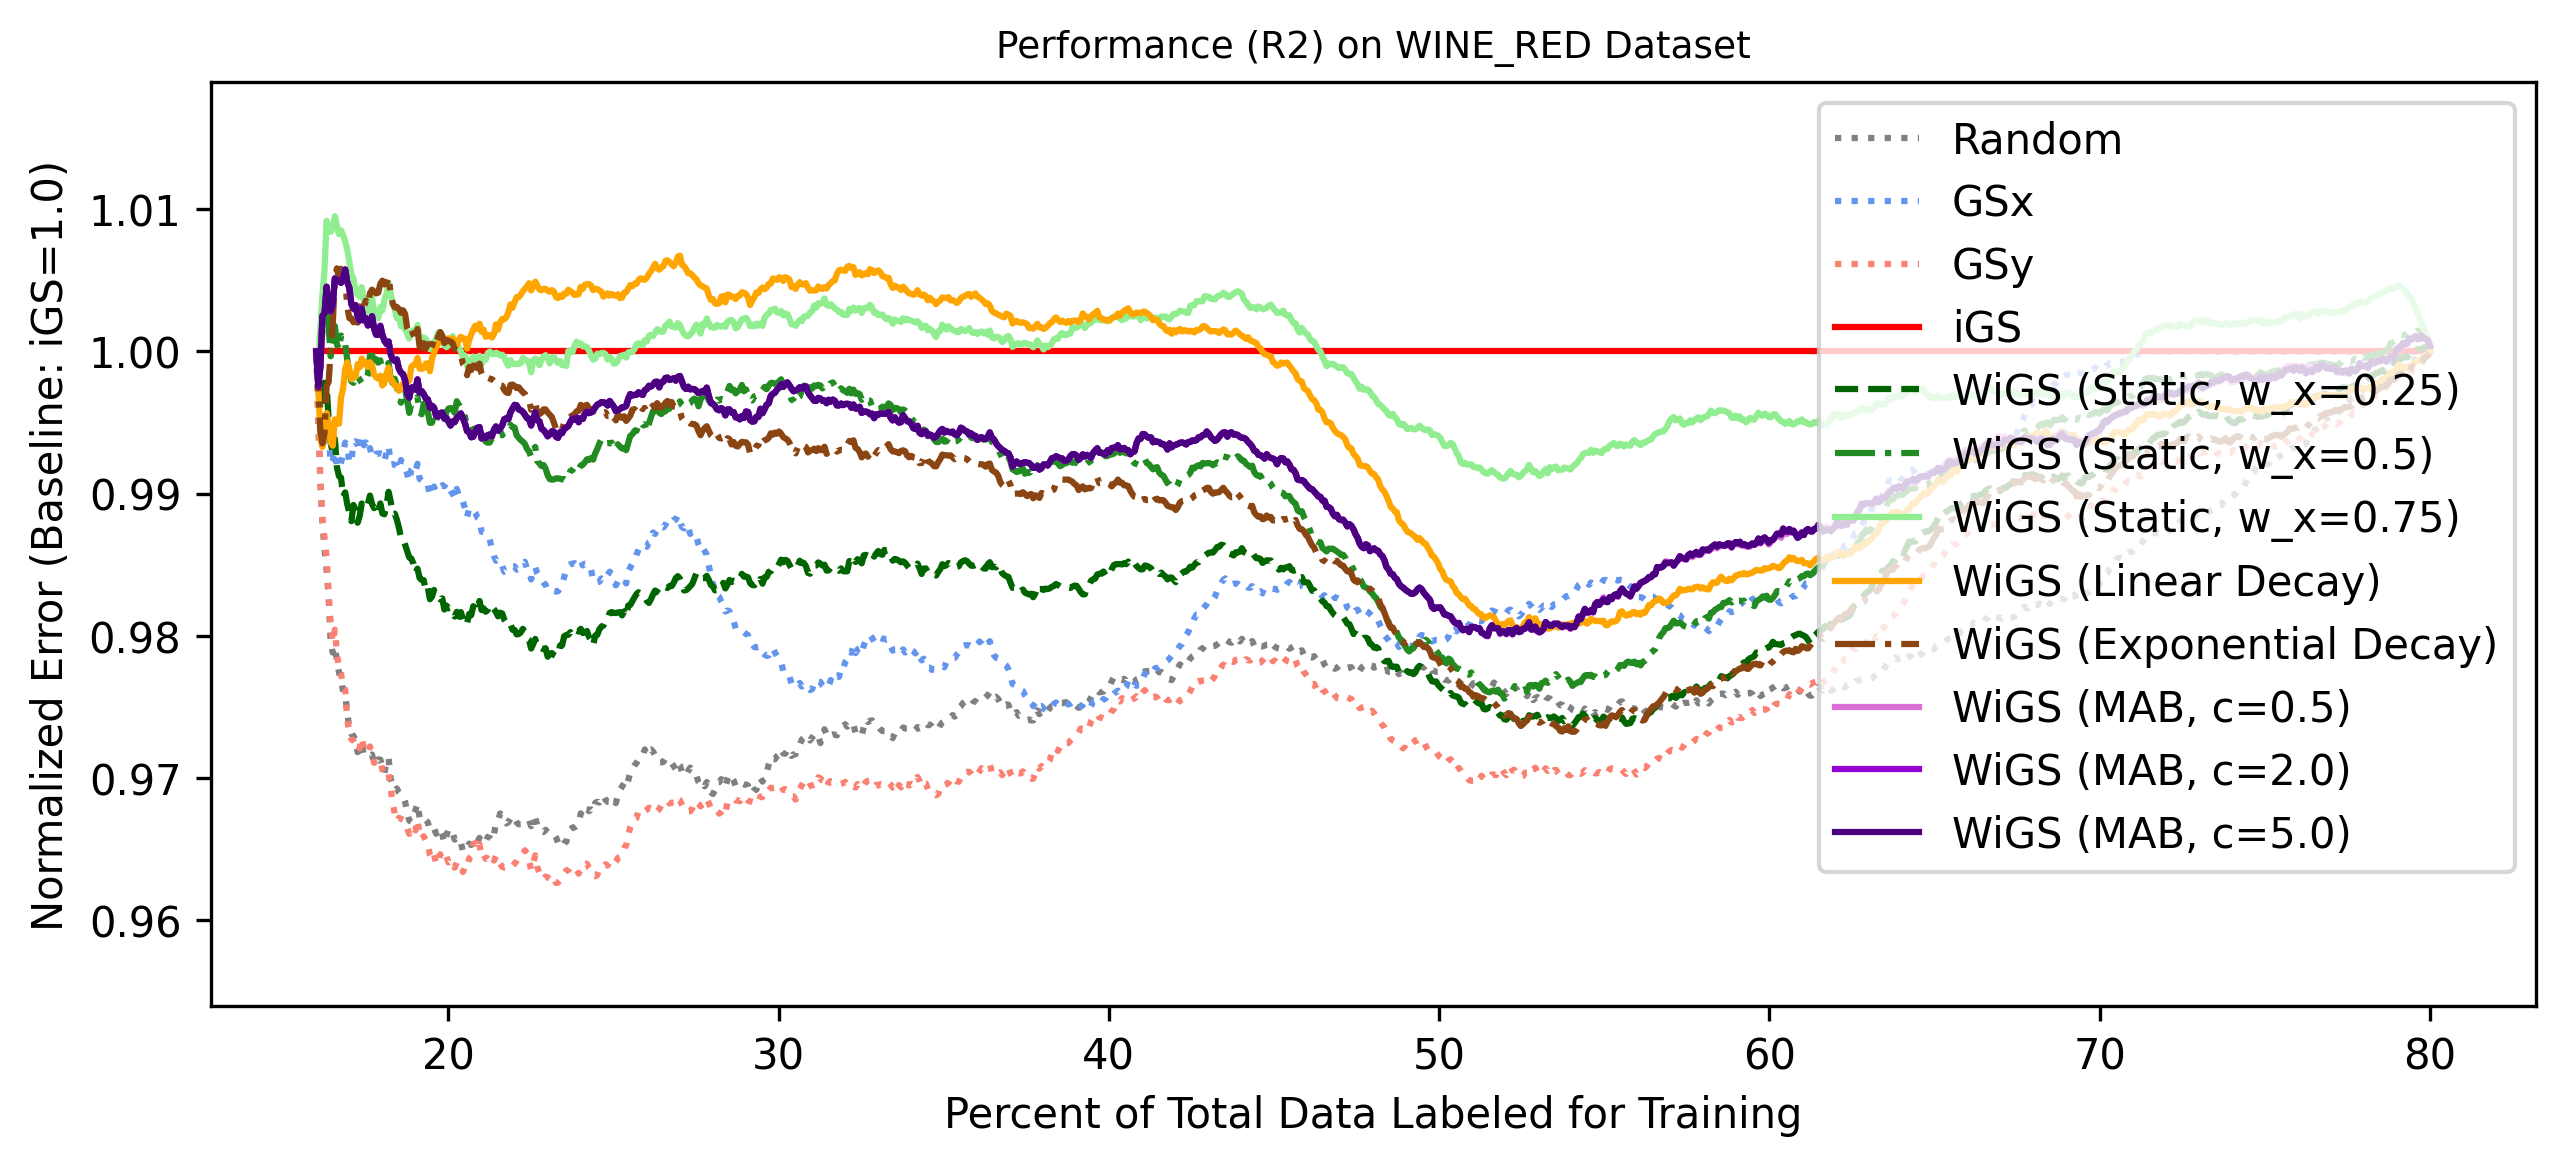 Performance (R2) on WINE_RED Dataset
Normalized Error (Baseline: iGS=1.0)
1.01
1.00
0.99
0.98
0.97
0.96
20
30
40
50
60
70
80
Percent of Total Data Labeled for Training
Random
GSx
GSy
iGS
WiGS (Static, w_x=0.25)
WiGS (Static, w_x=0.5)
WiGS (Static, w_x=0.75)
WiGS (Linear Decay)
WiGS (Exponential Decay)
WiGS (MAB, c=0.5)
WiGS (MAB, c=2.0)
WiGS (MAB, c=5.0)